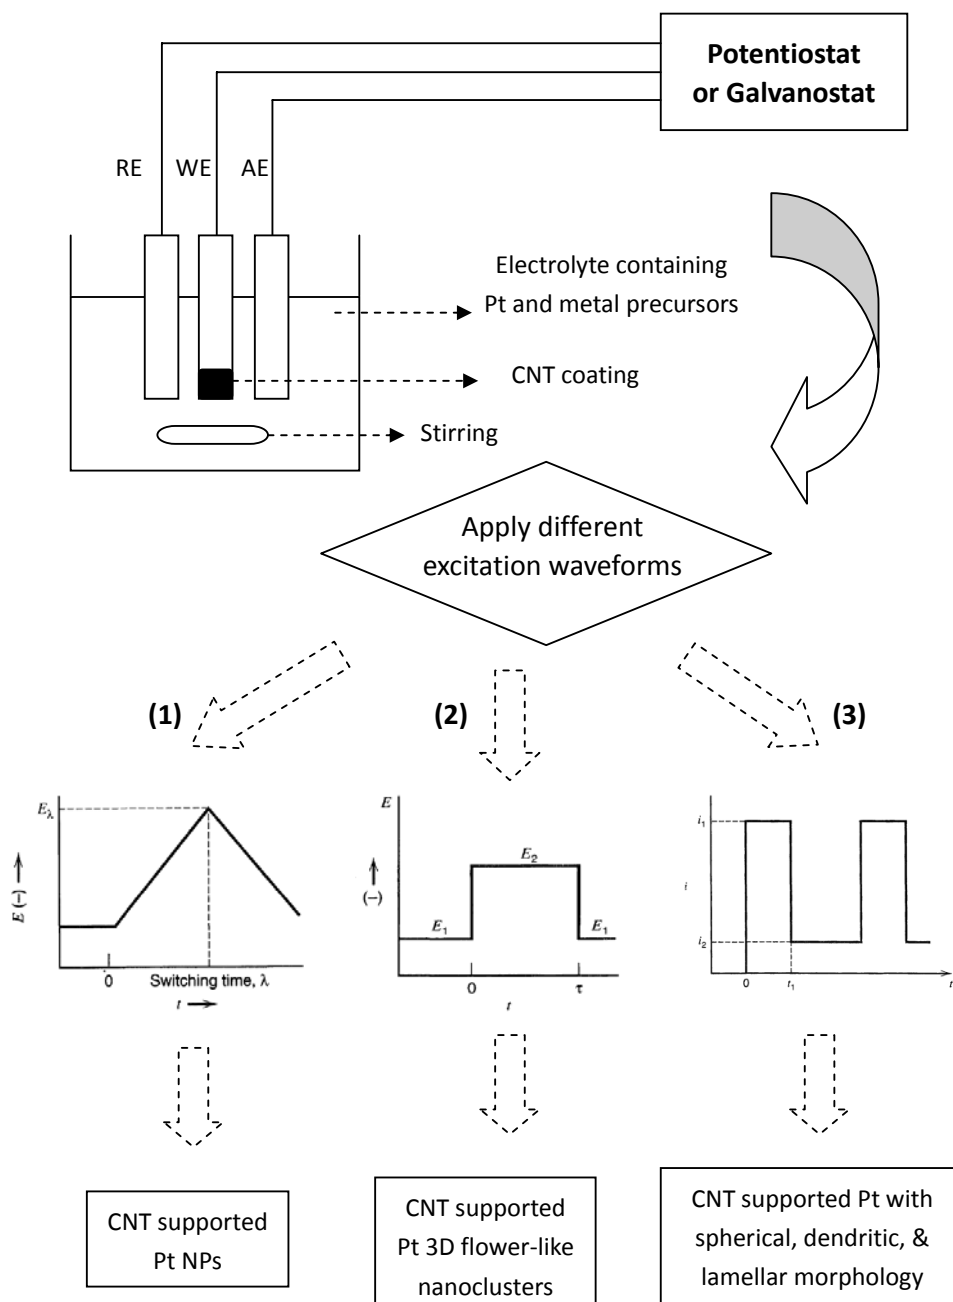 Potentiostat
or Galvanostat
RE WE AE
Electrolyte containing
Pt and metal precursors
CNT coating
Stirring
Apply different
excitation waveforms
(1) (2) (3)
Eλ
E (−)
0
Switching time, λ
t
E
(−)
E1
E2
E1
0
τ
t
i1
i
i2
0
t1
t
CNT supported
Pt NPs
CNT supported
Pt 3D flower-like
nanoclusters
CNT supported Pt with
spherical, dendritic, &
lamellar morphology